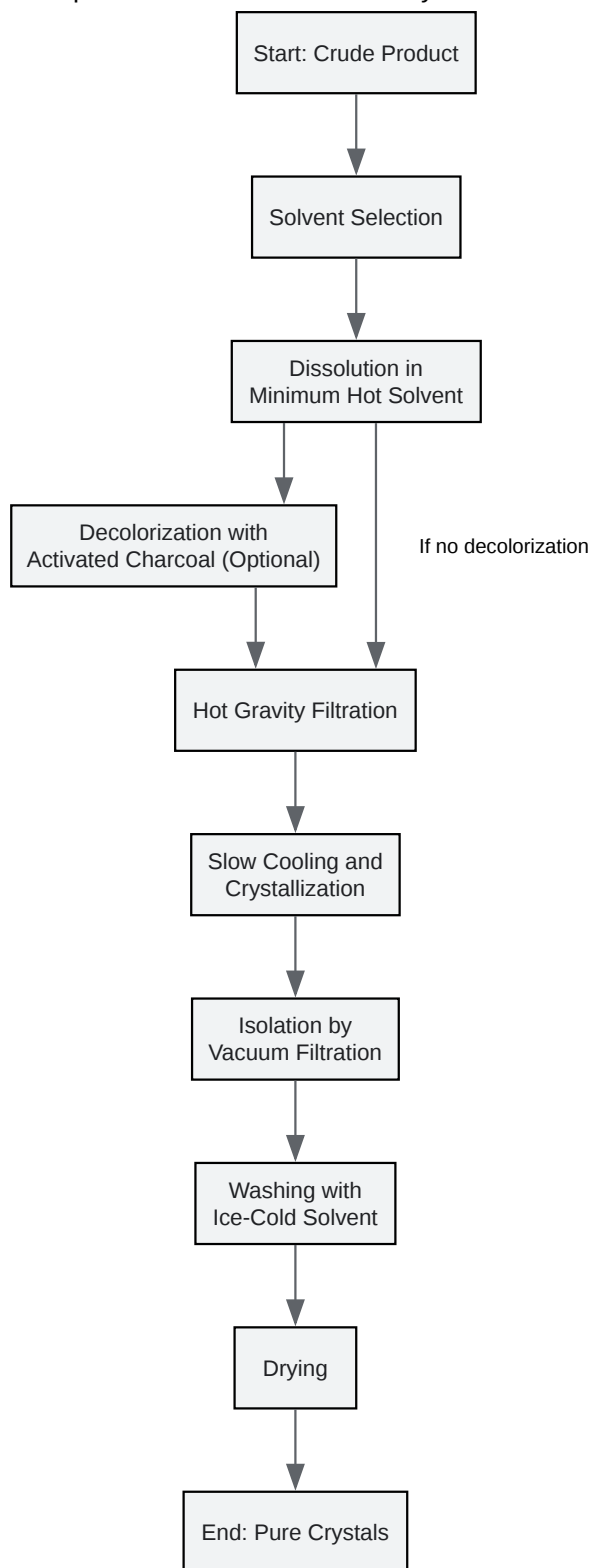 Start: Crude Product
Solvent Selection
Dissolution in
Minimum Hot Solvent
Decolorization with
Activated Charcoal (Optional)
If no decolorization
Hot Gravity Filtration
Slow Cooling and
Crystallization
Isolation by
Vacuum Filtration
Washing with
Ice-Cold Solvent
Drying
End: Pure Crystals